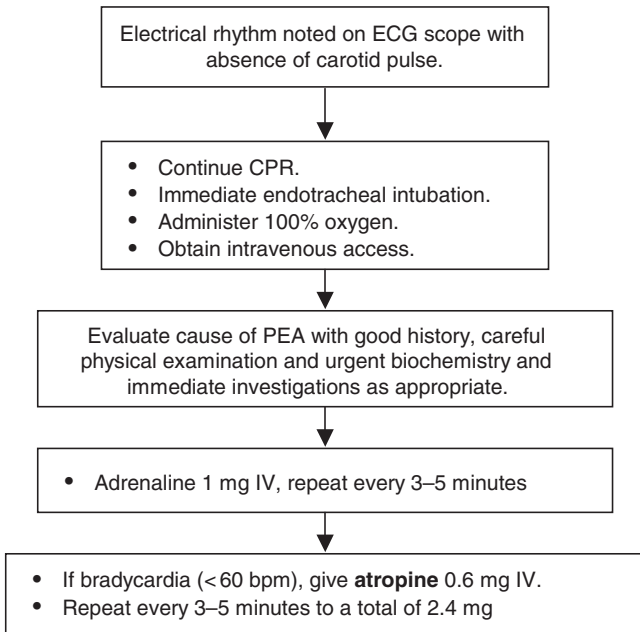 Electrical rhythm noted on ECG scope with
absence of carotid pulse.
• Continue CPR.
• Immediate endotracheal intubation.
• Administer 100% oxygen.
• Obtain intravenous access.
Evaluate cause of PEA with good history, careful
physical examination and urgent biochemistry and
immediate investigations as appropriate.
• Adrenaline 1 mg IV, repeat every 3–5 minutes
• If bradycardia (< 60 bpm), give atropine 0.6 mg IV.
• Repeat every 3–5 minutes to a total of 2.4 mg